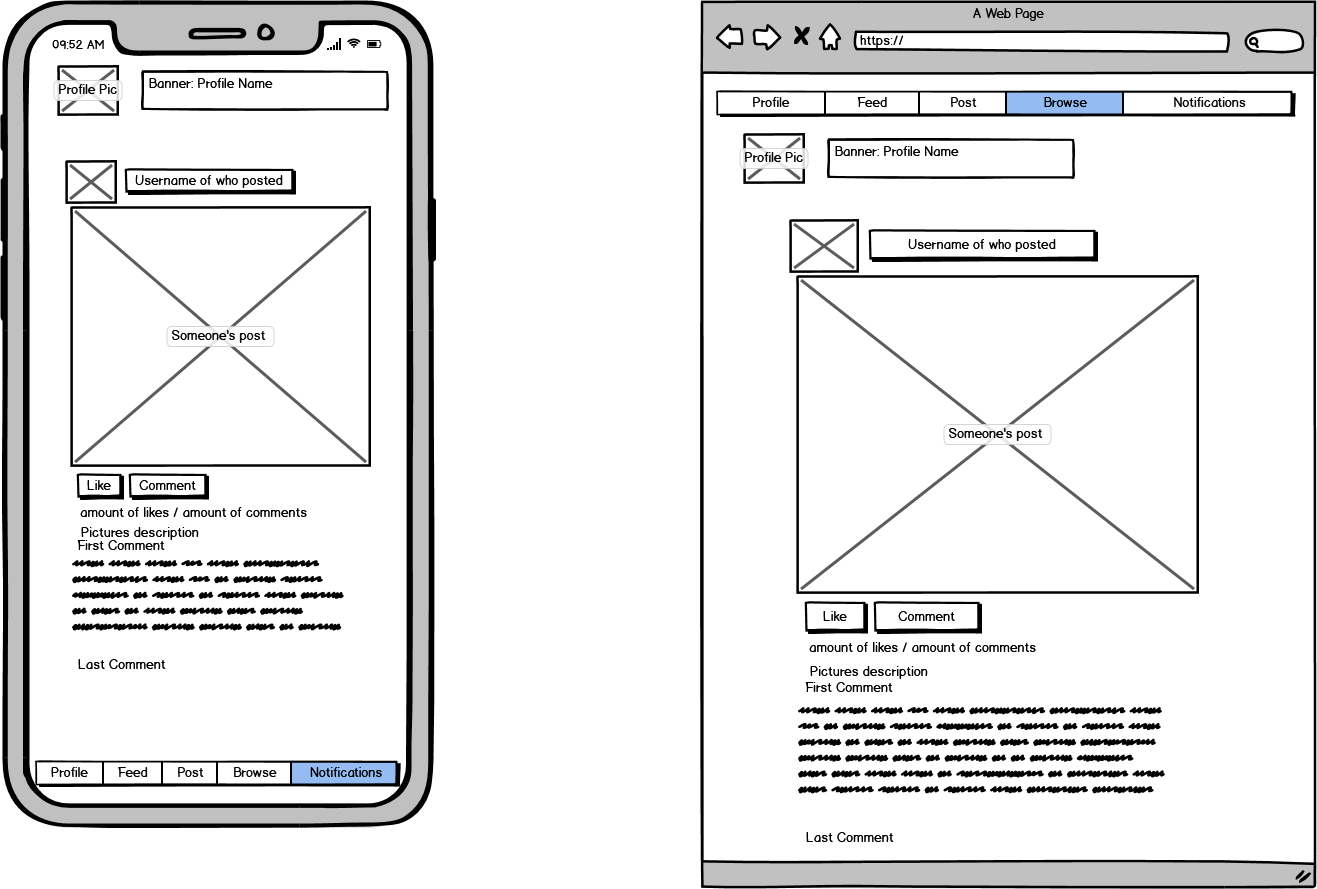 09:52 AM
Profile Pic
Banner: Profile Name
Username of who posted
Someone's post
Like Comment
amount of likes / amount of comments
Pictures description
First Comment
Last Comment
Profile Feed Post Browse Notifications
A Web Page
https://
Profile Feed Post Browse Notifications
Profile Pic
Banner: Profile Name
Username of who posted
Someone's post
Like Comment
amount of likes / amount of comments
Pictures description
First Comment
Last Comment